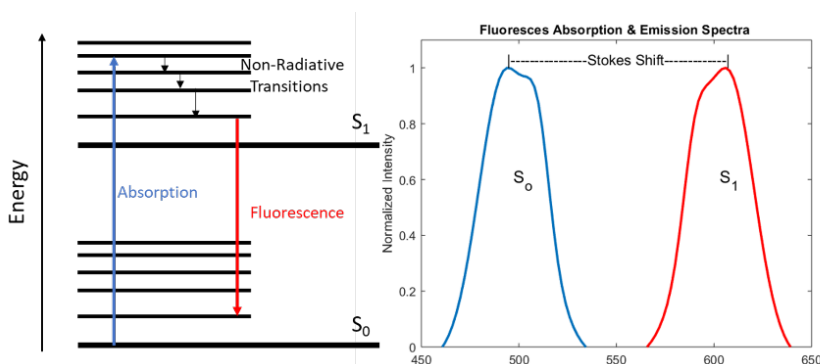 Energy
Non-Radiative
Transitions
S1
Absorption
Fluorescence
S0
Fluoresces Absorption & Emission Spectra
|--------------------Stokes Shift--------------------|
Normalized Intensity
1
0.8
0.6
0.4
0.2
0
So
S1
450
500
550
600
650